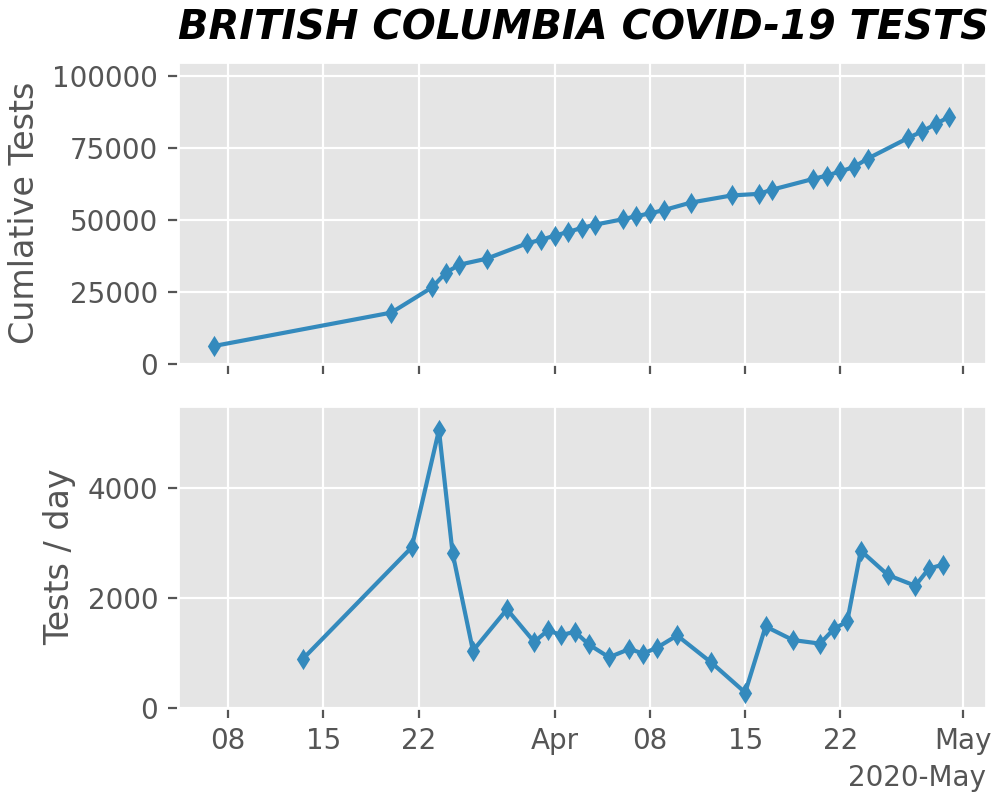 BRITISH COLUMBIA COVID-19 TESTS
Cumlative Tests
100000
75000
50000
25000
0
Tests / day
4000
2000
0
08 15 22 Apr 08 15 22 May
2020-May